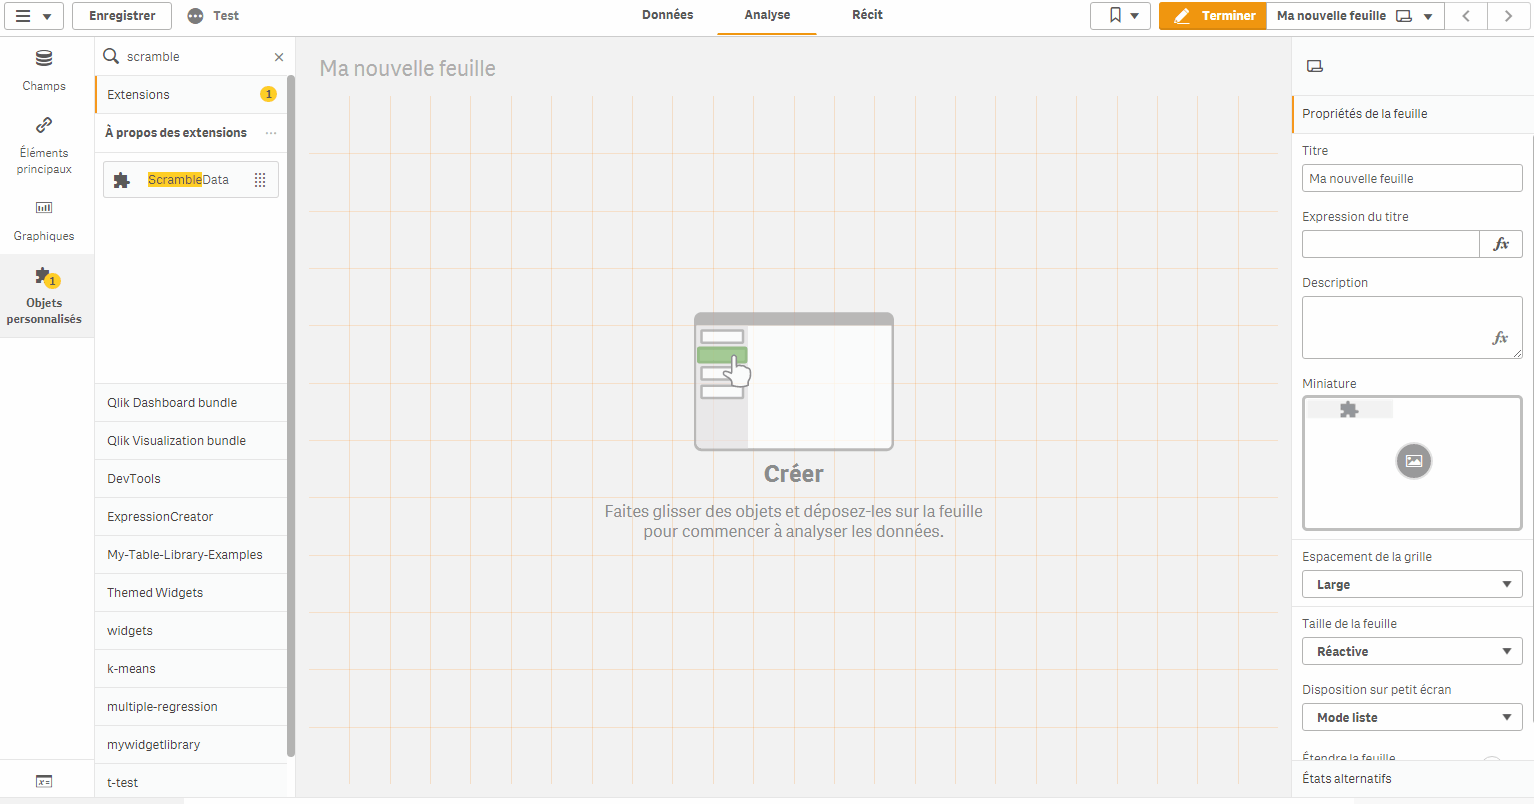 Enregistrer
Test
Données
Analyse
Récit
Terminer
Ma nouvelle feuille
Champs
Éléments
principaux
Graphiques
1
Objets
personnalisés
x=
scramble
Extensions
1
À propos des extensions
ScrambleData
Qlik Dashboard bundle
Qlik Visualization bundle
DevTools
ExpressionCreator
My-Table-Library-Examples
Themed Widgets
widgets
k-means
multiple-regression
mywidgetlibrary
t-test
Ma nouvelle feuille
Créer
Faites glisser des objets et déposez-les sur la feuille
pour commencer à analyser les données.
Propriétés de la feuille
Titre
Ma nouvelle feuille
Expression du titre
fx
Description
fx
Miniature
Espacement de la grille
Large
Taille de la feuille
Réactive
Disposition sur petit écran
Mode liste
Étendre la feuille
États alternatifs